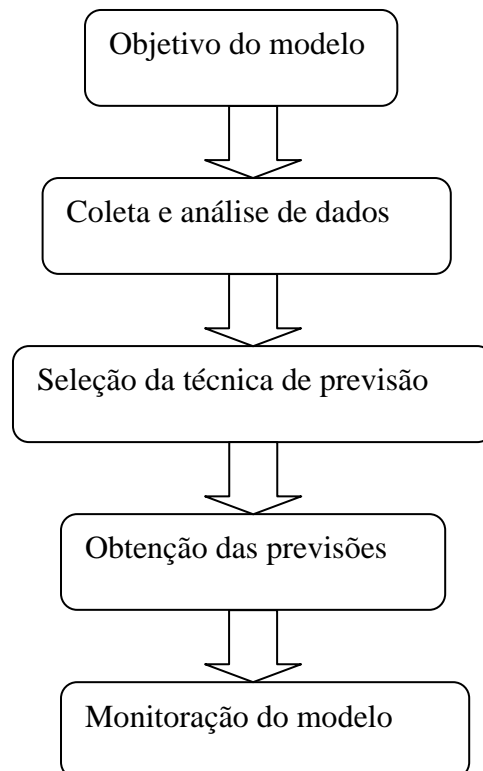 Objetivo do modelo
Coleta e análise de dados
Seleção da técnica de previsão
Obtenção das previsões
Monitoração do modelo